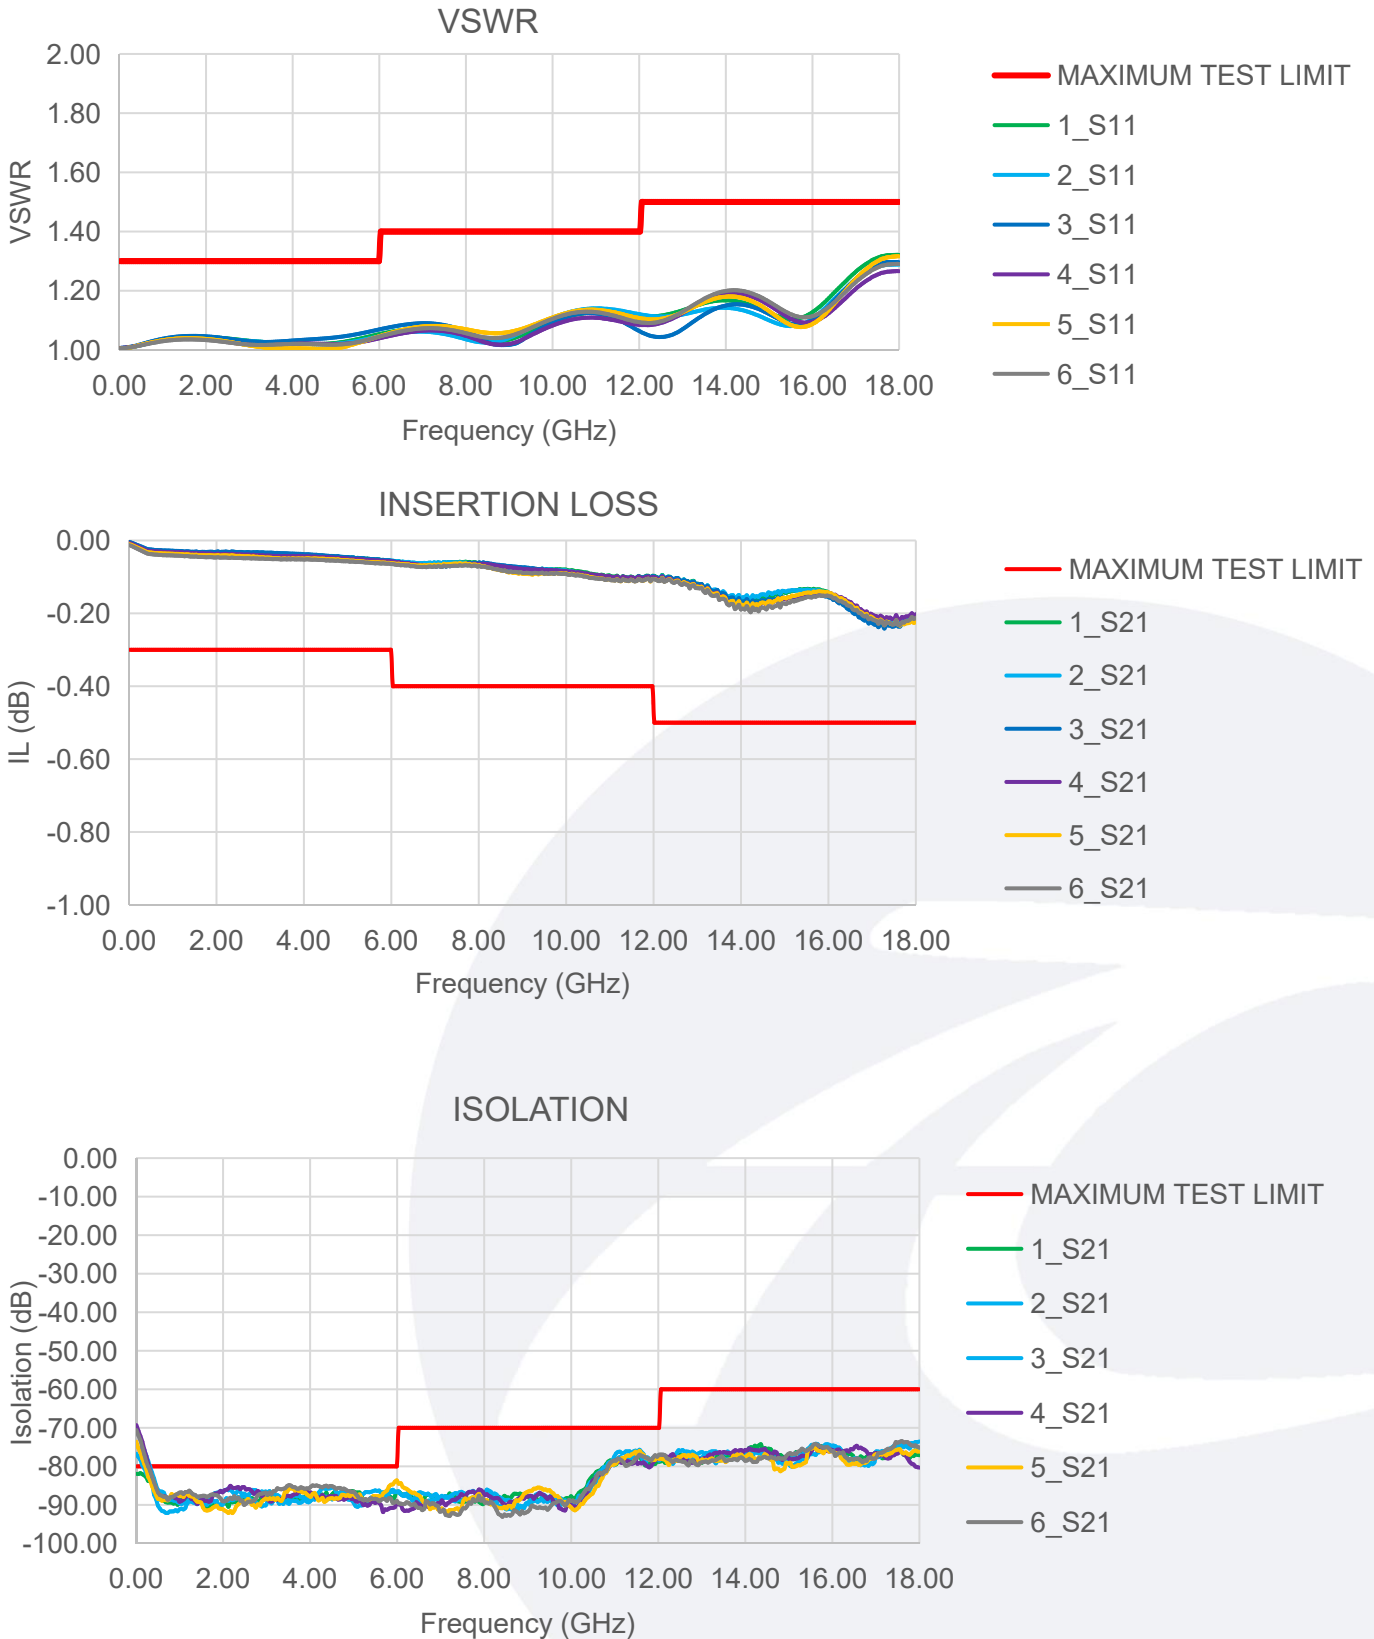 VSWR
2.00
1.80
1.60
1.40
1.20
1.00
VSWR
0.00 2.00 4.00 6.00 8.00 10.00 12.00 14.00 16.00 18.00
Frequency (GHz)
MAXIMUM TEST LIMIT
1_S11
2_S11
3_S11
4_S11
5_S11
6_S11
INSERTION LOSS
0.00
-0.20
-0.40
-0.60
-0.80
-1.00
IL (dB)
0.00 2.00 4.00 6.00 8.00 10.00 12.00 14.00 16.00 18.00
Frequency (GHz)
MAXIMUM TEST LIMIT
1_S21
2_S21
3_S21
4_S21
5_S21
6_S21
ISOLATION
0.00
-10.00
-20.00
-30.00
-40.00
-50.00
-60.00
-70.00
-80.00
-90.00
-100.00
Isolation (dB)
0.00 2.00 4.00 6.00 8.00 10.00 12.00 14.00 16.00 18.00
Frequency (GHz)
MAXIMUM TEST LIMIT
1_S21
2_S21
3_S21
4_S21
5_S21
6_S21